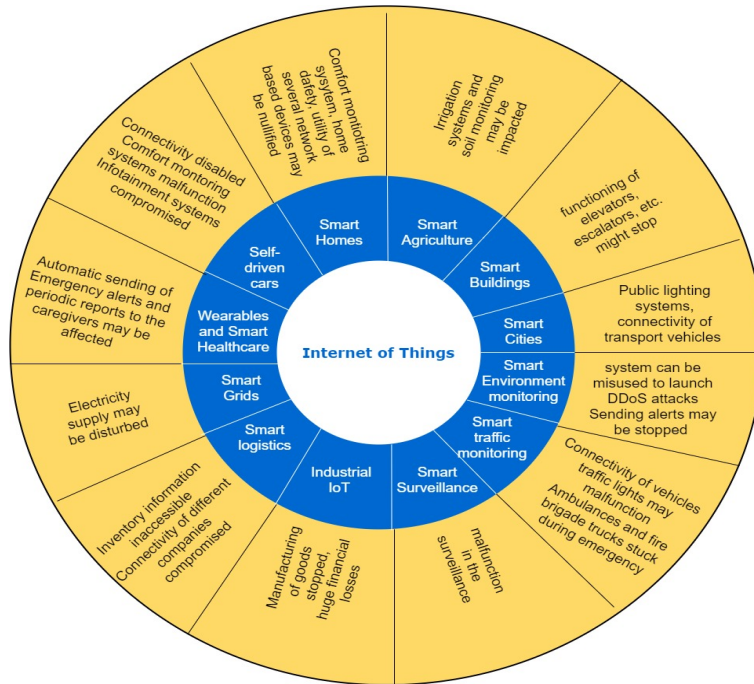 Internet of Things
Smart
Homes
Smart
Agriculture
Smart
Buildings
Smart
Cities
Smart
Environment
monitoring
Smart
traffic
monitoring
Smart
Surveillance
Industrial
IoT
Smart
logistics
Smart
Grids
Wearables and Smart
Healthcare
Self-
driven
cars
Comfort montiotring
sysytem, home
dafety, utility of
several network
based devices may
be nullified
Irrigation
systems and
soil monitoring
may be
impacted
functioning of
elevators,
escalators, etc.
might stop
Public lighting
systems,
connectivity of
transport vehicles
system can be
misused to launch
DDoS attacks
Sending alerts may
be stopped
Connectivity of vehicles
traffic lights may
malfunction
Ambulances and fire
brigade trucks stuck
during emergency
malfunction
in the
surveillance
Manufacturing
of goods
stopped,
huge financial
losses
Inventory information
inaccessible
Connectivity of different
companies
compromised
Electricity
supply may
be disturbed
Automatic sending of
Emergency alerts and
periodic reports to the
caregivers may be
affected
Connectivity disabled
Comfort montoring
systems malfunction
Infotainment systems
compromised